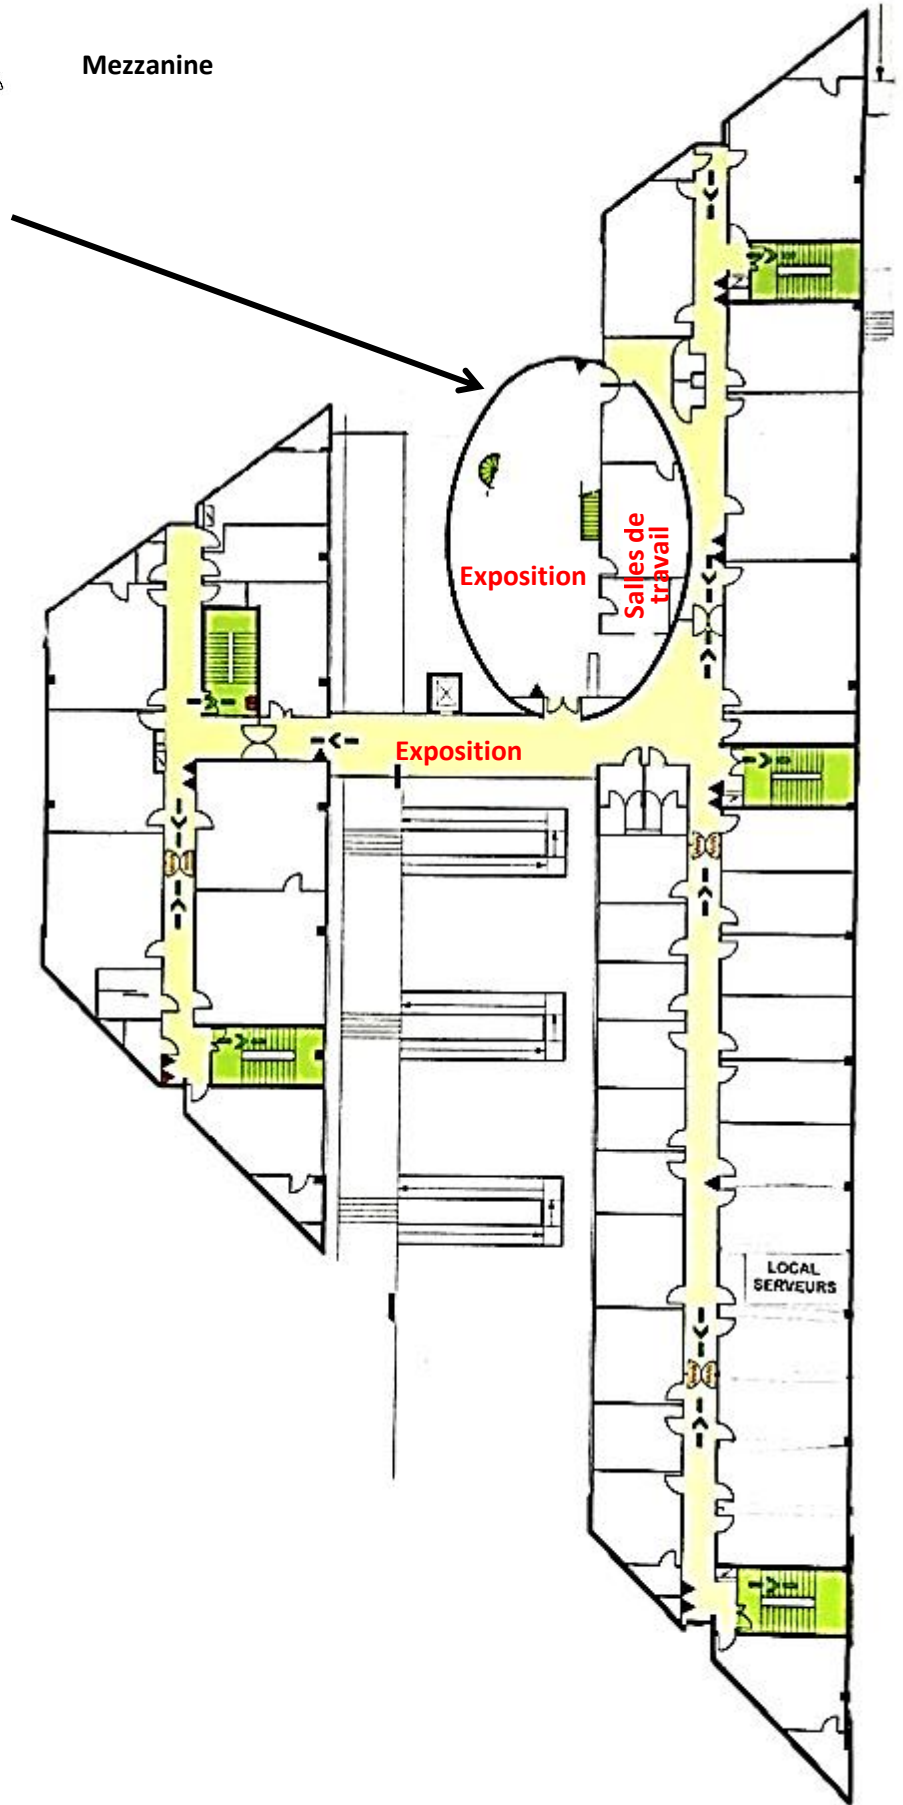 Mezzanine
Salles de
travail
Exposition
Exposition
LOCAL
SERVEURS